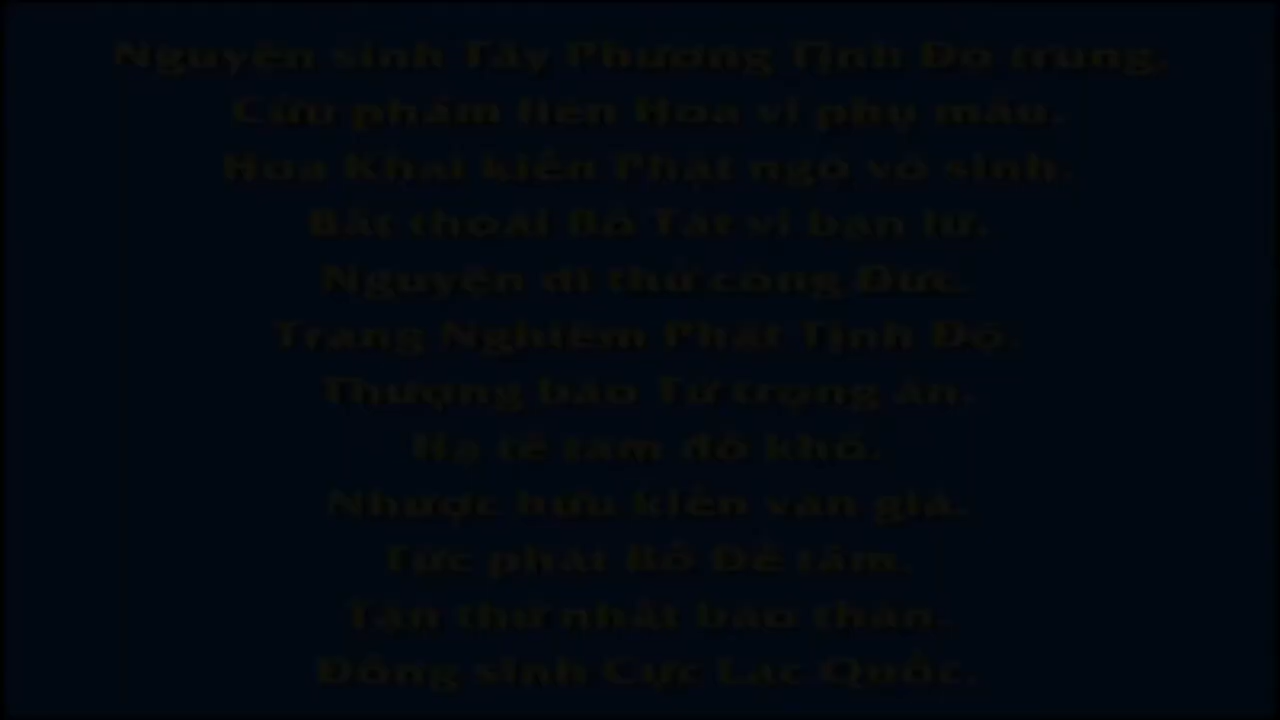 Nguyện sinh Tây Phương Tịnh Độ trung.
Cửu phẩm liên Hoa vi phụ mẫu.
Hoa Khai kiến Phật ngộ vô sinh.
Bất thoái Bồ Tát vi bạn lữ.
Nguyện dĩ thử công Đức.
Trang Nghiêm Phật Tịnh Độ.
Thượng báo Tứ trọng ân.
Hạ tế tam đồ khổ.
Nhược hữu kiến văn giả.
Tức phát Bồ Đề tâm.
Tận thử nhất báo thân.
Đồng sinh Cực Lạc Quốc.